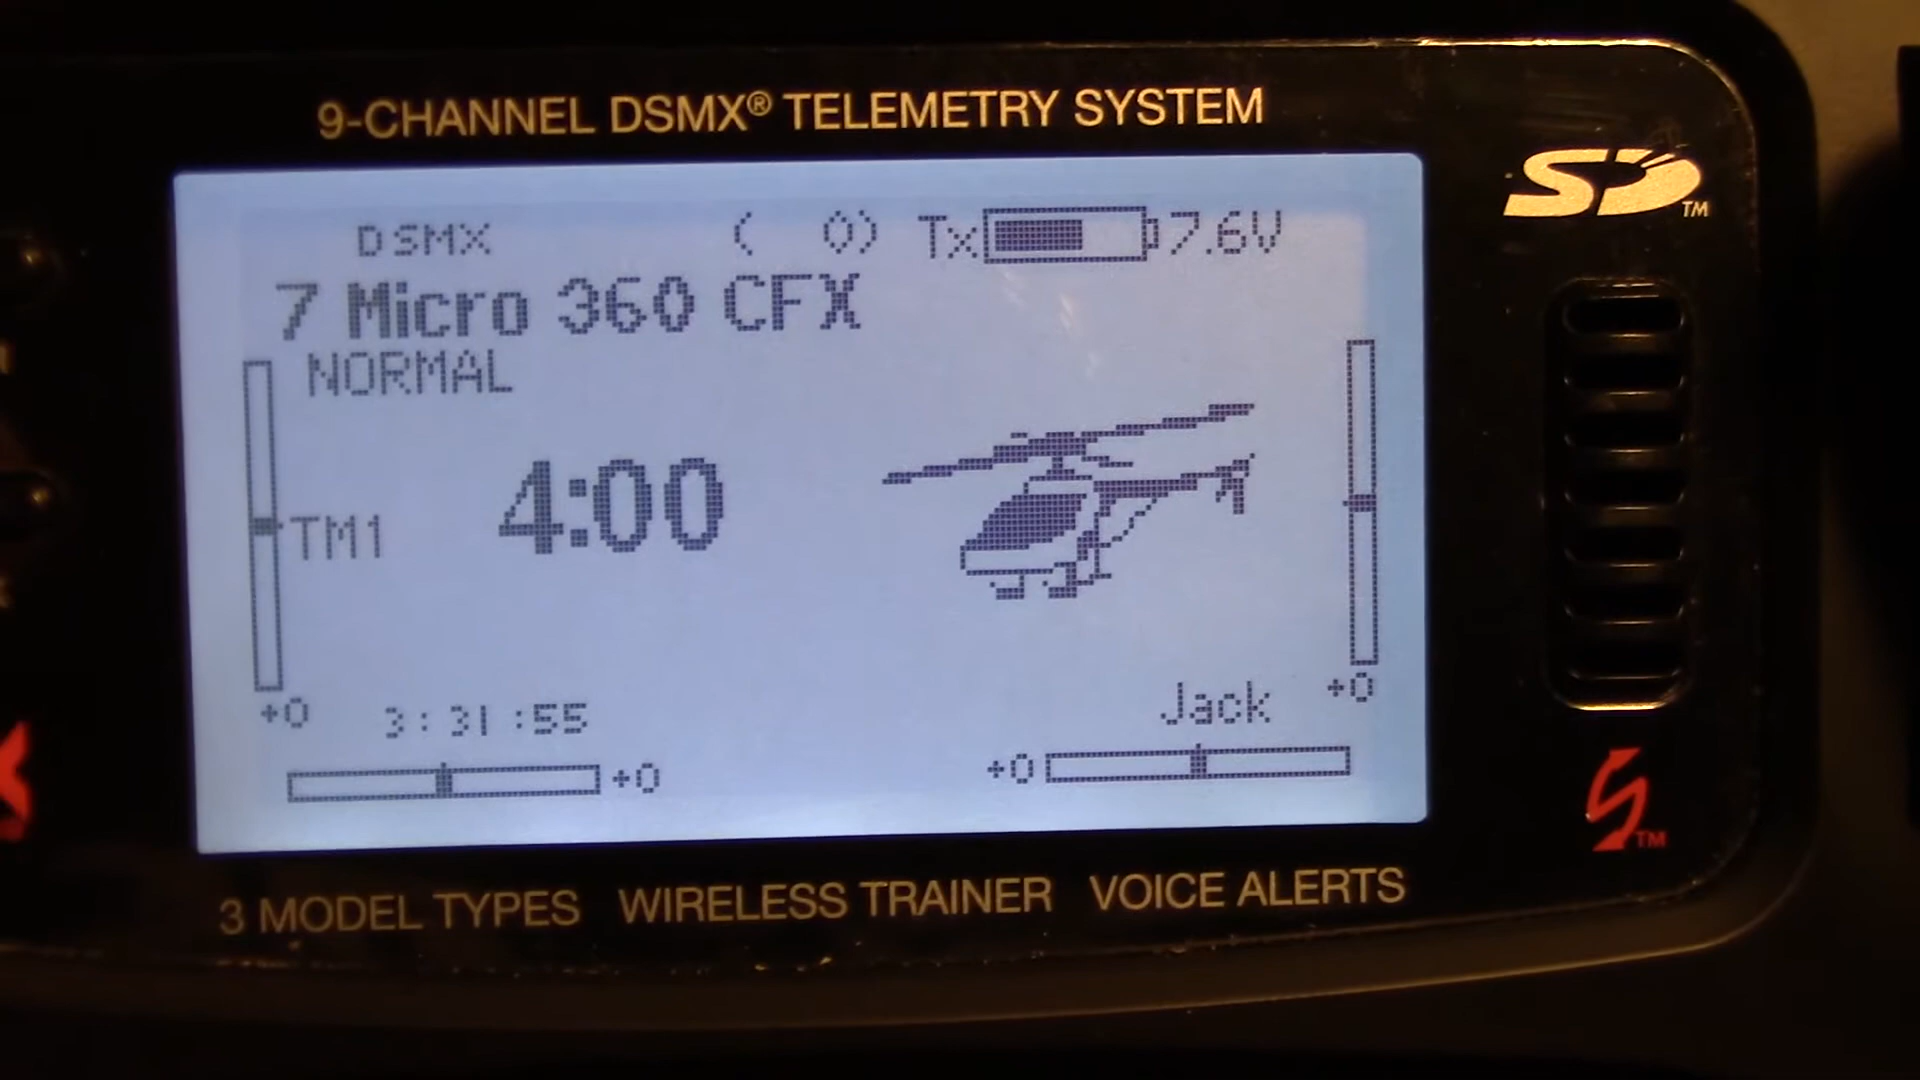 9-CHANNEL DSMX® TELEMETRY SYSTEM
SD™
DSMX ( 0) Tx 7.6V
7 Micro 360 CFX
NORMAL
TM1 4:00
+0 3:31:55 Jack +0
+0 +0
TM
3 MODEL TYPES WIRELESS TRAINER VOICE ALERTS